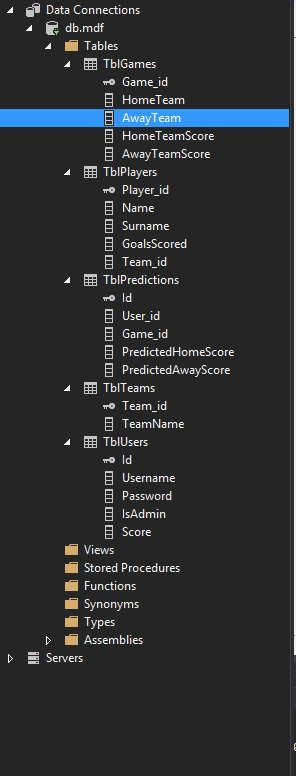 Data Connections
db.mdf
Tables
TblGames
Game_id
HomeTeam
AwayTeam
HomeTeamScore
AwayTeamScore
TblPlayers
Player_id
Name
Surname
GoalsScored
Team_id
TblPredictions
Id
User_id
Game_id
PredictedHomeScore
PredictedAwayScore
TblTeams
Team_id
TeamName
TblUsers
Id
Username
Password
IsAdmin
Score
Views
Stored Procedures
Functions
Synonyms
Types
Assemblies
Servers